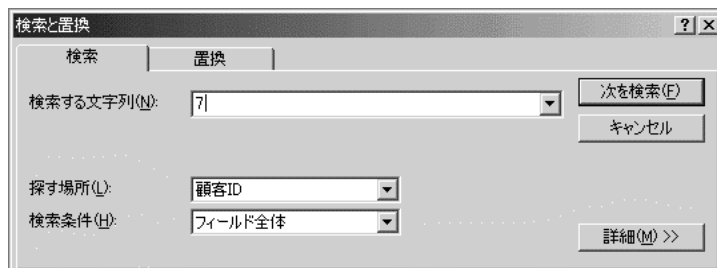 検索と置換
検索 置換
検索する文字列(N): 7 次を検索(F)
キャンセル
探す場所(L): 顧客ID
検索条件(H): フィールド全体
詳細(M) >>